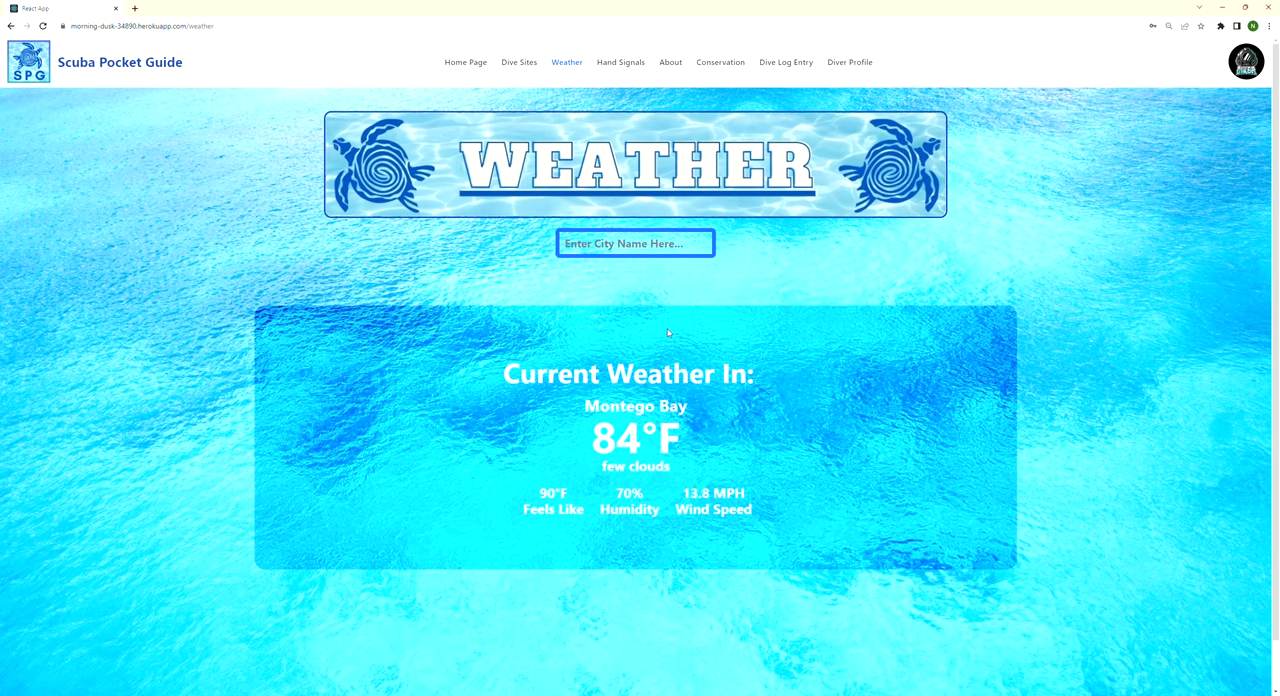 React App
morning-dusk-34890.herokuapp.com/weather
N
SPG
Scuba Pocket Guide
Home Page Dive Sites Weather Hand Signals About Conservation Dive Log Entry Diver Profile
WEATHER
Enter City Name Here...
Current Weather In:
Montego Bay
84°F
few clouds
90°F 70% 13.8 MPH
Feels Like Humidity Wind Speed